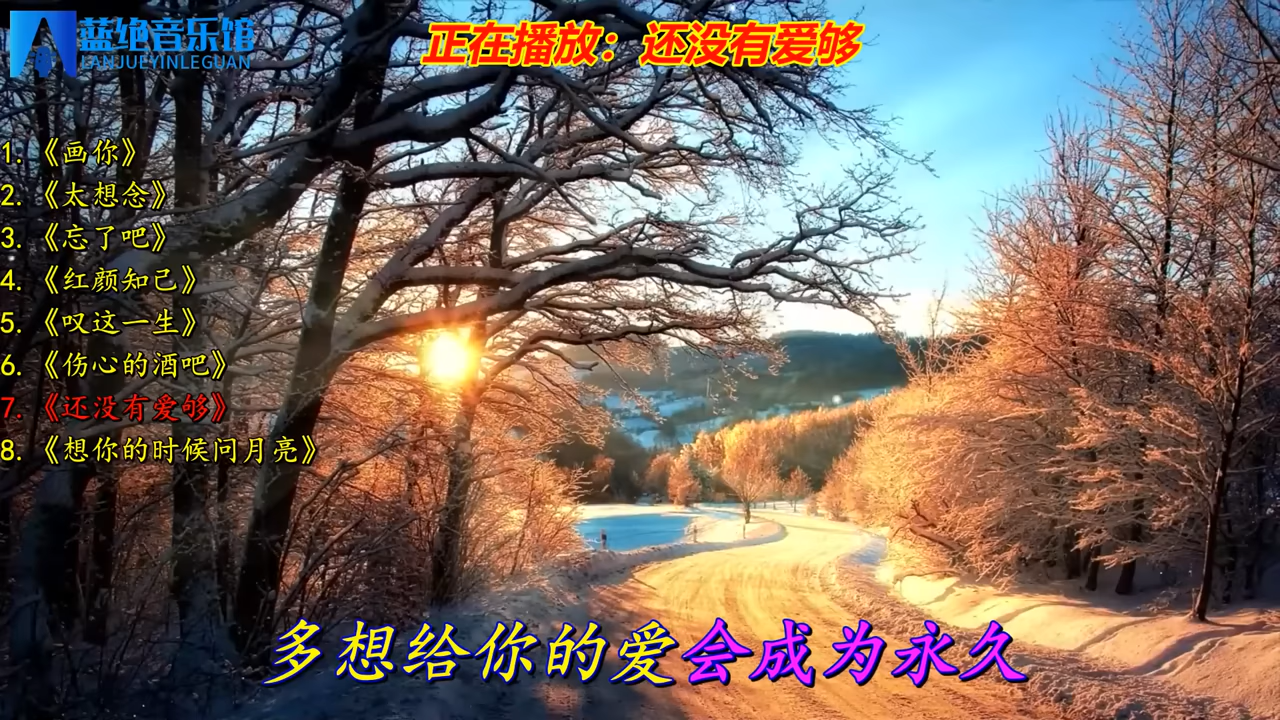 蓝绝音乐馆
LANJUEYINLEGUAN
正在播放：还没有爱够
1.《画你》
2.《太想念》
3.《忘了吧》
4.《红颜知己》
5.《叹这一生》
6.《伤心的酒吧》
7.《还没有爱够》
8.《想你的时候问月亮》
多想给你的爱会成为永久